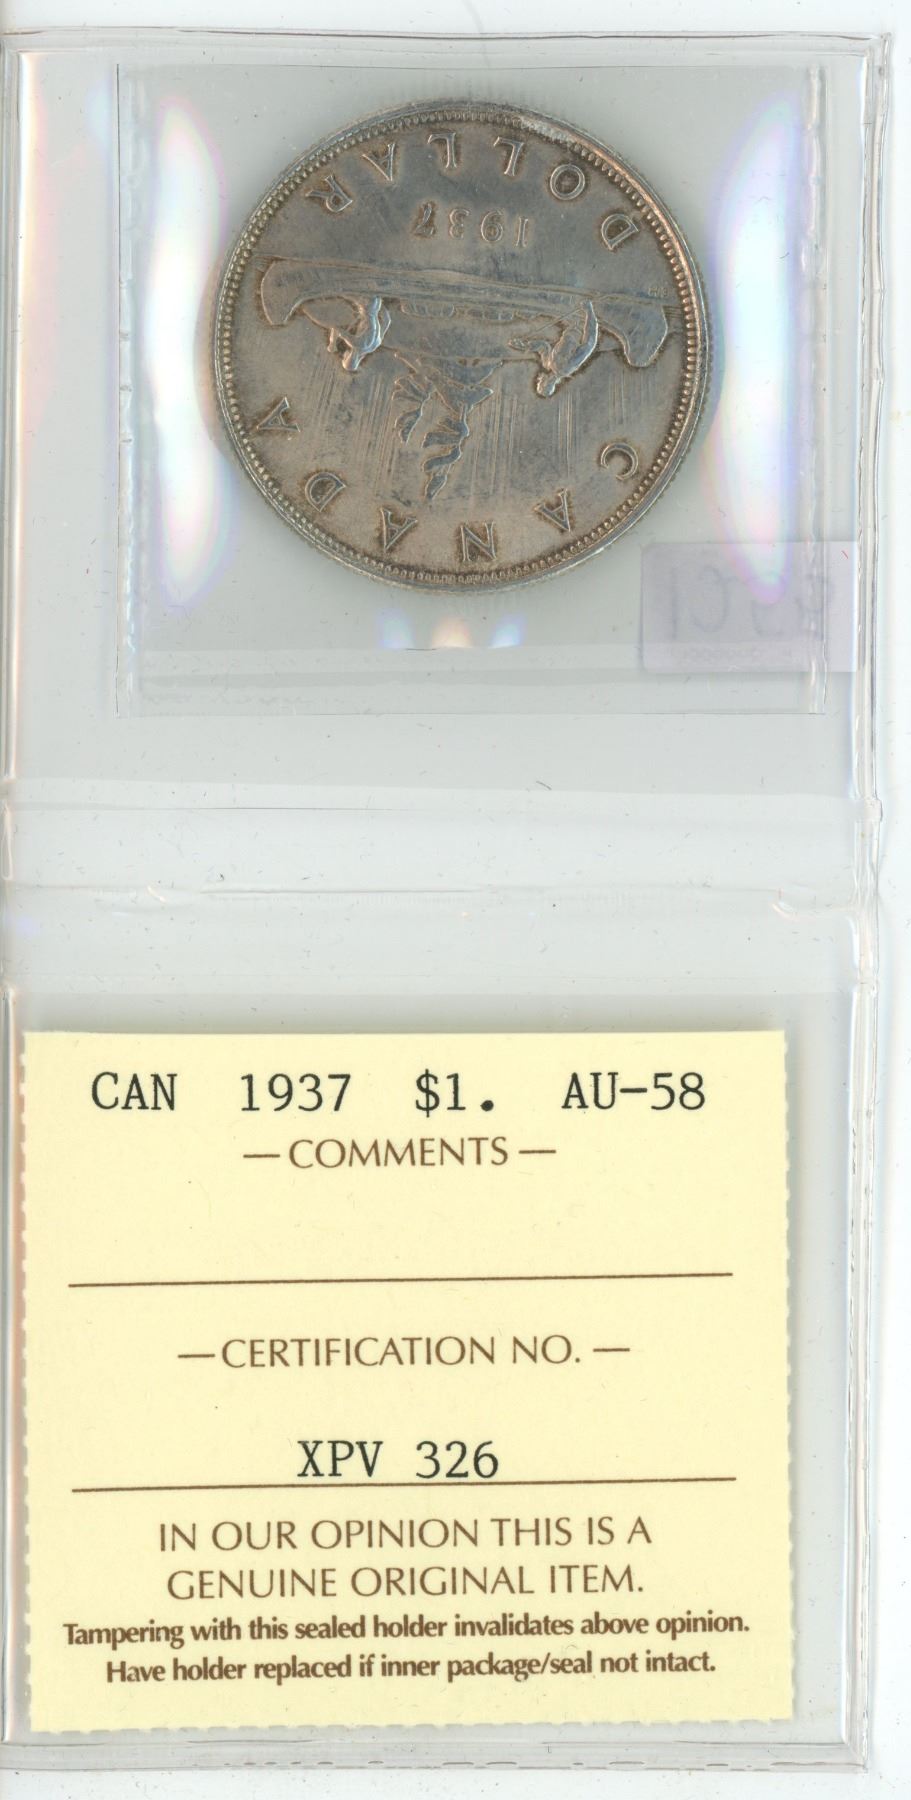 CANADA
1937
DOLLAR
CAN 1937 $1. AU-58
— COMMENTS —
— CERTIFICATION NO. —
XPV 326
IN OUR OPINION THIS IS A
GENUINE ORIGINAL ITEM.
Tampering with this sealed holder invalidates above opinion.
Have holder replaced if inner package/seal not intact.